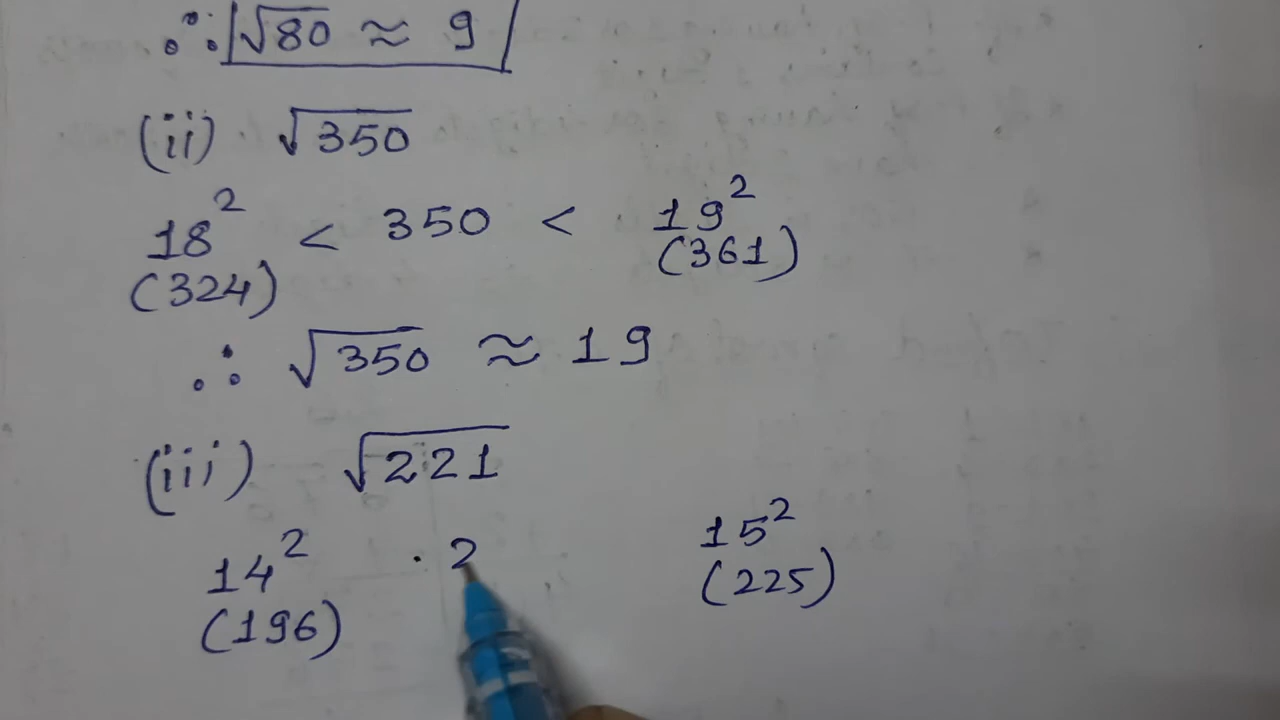 ∴ √80 ≈ 9
(ii) √350
18² < 350 < 19²
(324) (361)
∴ √350 ≈ 19
(iii) √221
14² 2 15²
(196) (225)